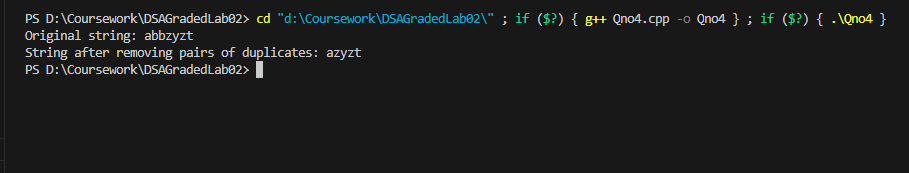 PS D:\Coursework\DSAGradedLab02> cd "d:\Coursework\DSAGradedLab02\" ; if ($?) { g++ Qno4.cpp -o Qno4 } ; if ($?) { .\Qno4 }
Original string: abbzyzt
String after removing pairs of duplicates: azyzt
PS D:\Coursework\DSAGradedLab02>